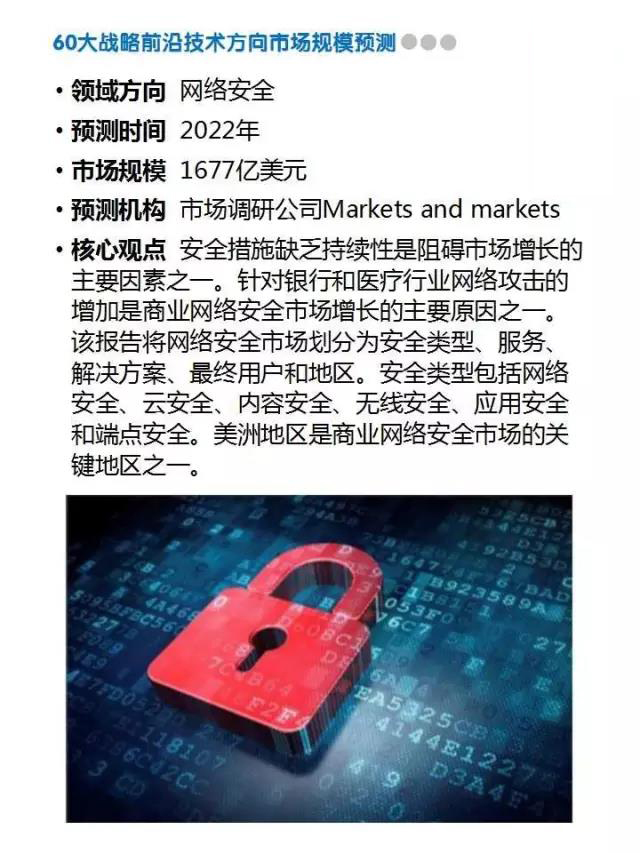 60大战略前沿技术方向市场规模预测
• 领域方向 网络安全
• 预测时间 2022年
• 市场规模 1677亿美元
• 预测机构 市场调研公司Markets and markets
• 核心观点 安全措施缺乏持续性是阻碍市场增长的
主要因素之一。针对银行和医疗行业网络攻击的
增加是商业网络安全市场增长的主要原因之一。
该报告将网络安全市场划分为安全类型、服务、
解决方案、最终用户和地区。安全类型包括网络
安全、云安全、内容安全、无线安全、应用安全
和端点安全。美洲地区是商业网络安全市场的关
键地区之一。
B923589A
053F0
76C7
EA5325CE
4144E1227
D3A4F4